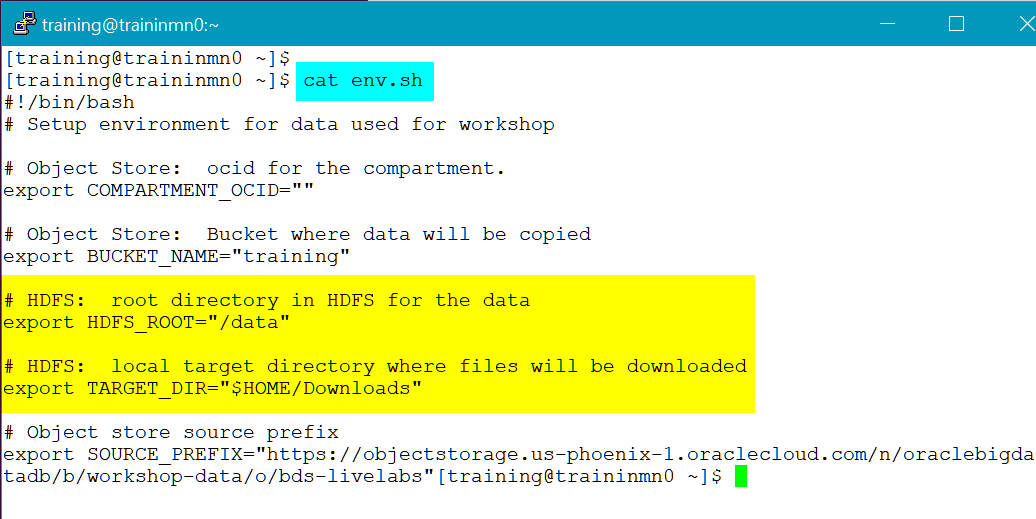 training@traininmn0:~
[training@traininmn0 ~]$
[training@traininmn0 ~]$ cat env.sh
#!/bin/bash
# Setup environment for data used for workshop
# Object Store:  ocid for the compartment.
export COMPARTMENT_OCID=""
# Object Store:  Bucket where data will be copied
export BUCKET_NAME="training"
# HDFS:  root directory in HDFS for the data
export HDFS_ROOT="/data"
# HDFS:  local target directory where files will be downloaded
export TARGET_DIR="$HOME/Downloads"
# Object store source prefix
export SOURCE_PREFIX="https://objectstorage.us-phoenix-1.oraclecloud.com/n/oraclebigda
tadb/b/workshop-data/o/bds-livelabs"[training@traininmn0 ~]$